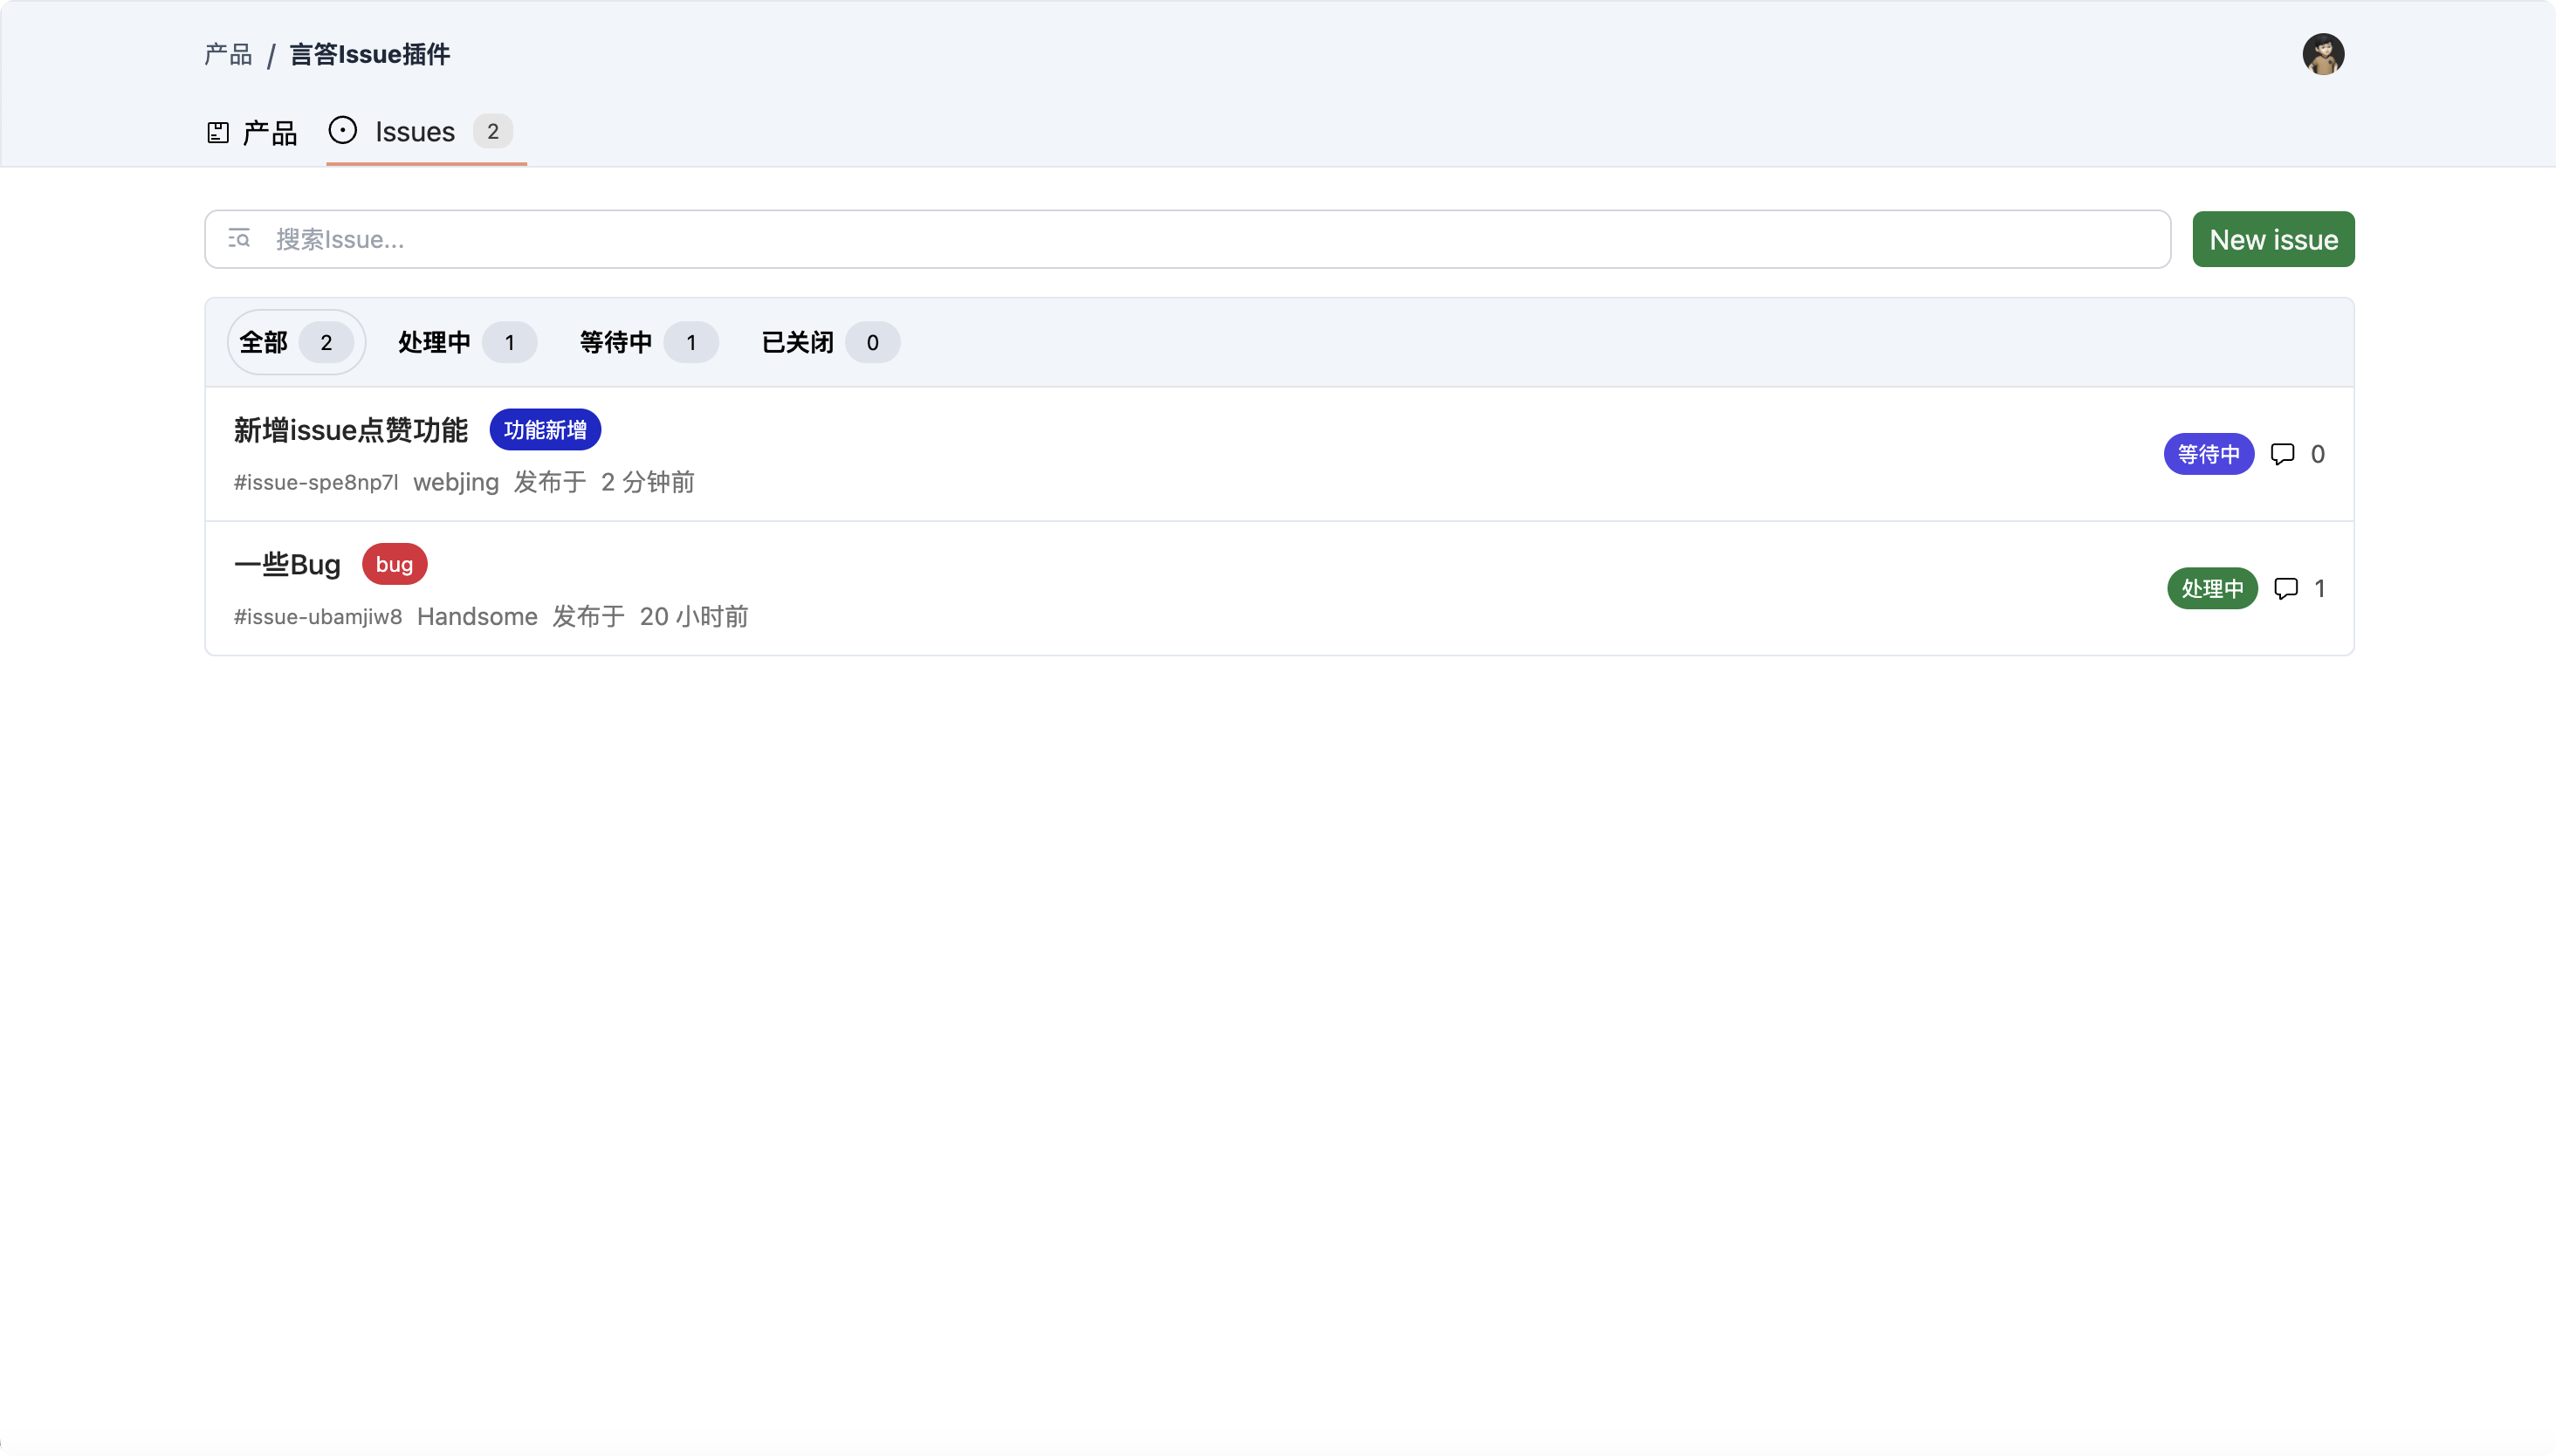 产品 / 言答Issue插件
产品 Issues 2
搜索Issue... New issue
全部 2 处理中 1 等待中 1 已关闭 0
新增issue点赞功能 功能新增
等待中 0
#issue-spe8np7l webjing 发布于 2 分钟前
一些Bug bug
处理中 1
#issue-ubamjiw8 Handsome 发布于 20 小时前